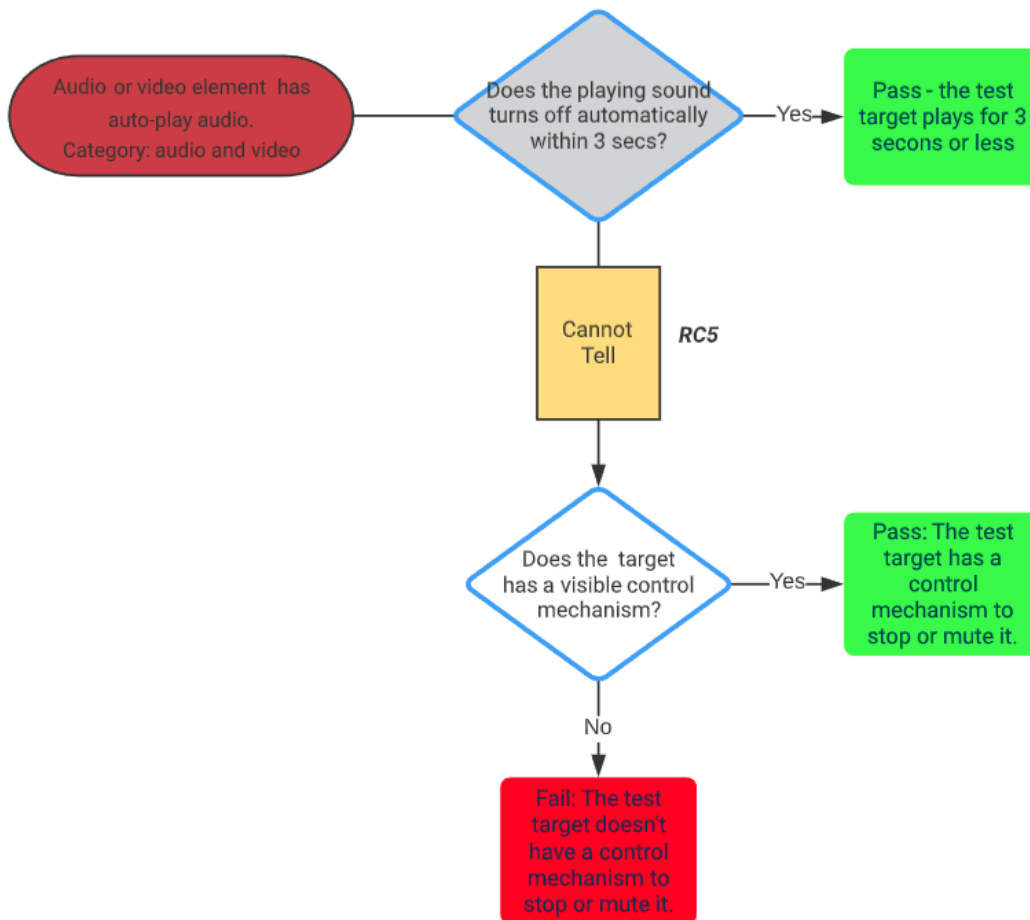 Audio or video element has
auto-play audio.
Category: audio and video
Does the playing sound
turns off automatically
within 3 secs?
Yes
Pass - the test
target plays for 3
secons or less
Cannot
Tell
RC5
Does the target
has a visible control
mechanism?
Yes
Pass: The test
target has a
control
mechanism to
stop or mute it.
No
Fail: The test
target doesn't
have a control
mechanism to
stop or mute it.